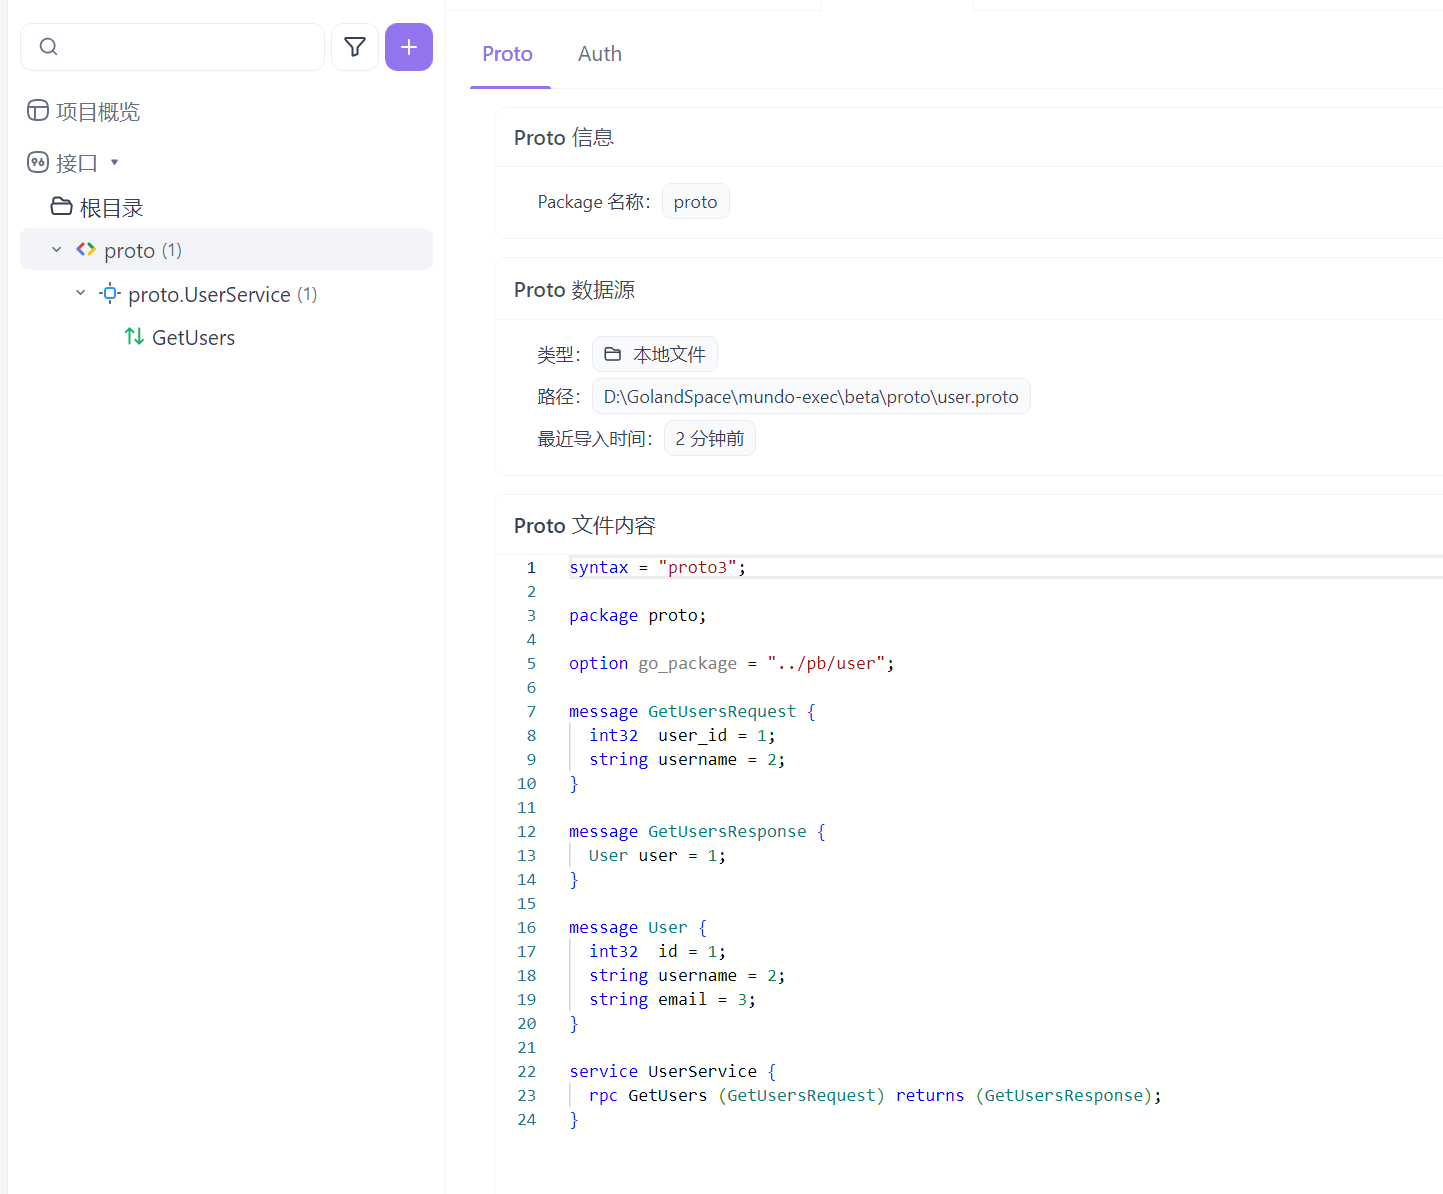 项目概览
接口
根目录
proto (1)
proto.UserService (1)
GetUsers
Proto
Auth
Proto 信息
Package 名称：
proto
Proto 数据源
类型：
本地文件
路径：
D:\GolandSpace\mundo-exec\beta\proto\user.proto
最近导入时间：
2 分钟前
Proto 文件内容
1 syntax = "proto3";
2
3 package proto;
4
5 option go_package = "../pb/user";
6
7 message GetUsersRequest {
8   int32  user_id = 1;
9   string username = 2;
10 }
11
12 message GetUsersResponse {
13   User user = 1;
14 }
15
16 message User {
17   int32  id = 1;
18   string username = 2;
19   string email = 3;
20 }
21
22 service UserService {
23   rpc GetUsers (GetUsersRequest) returns (GetUsersResponse);
24 }